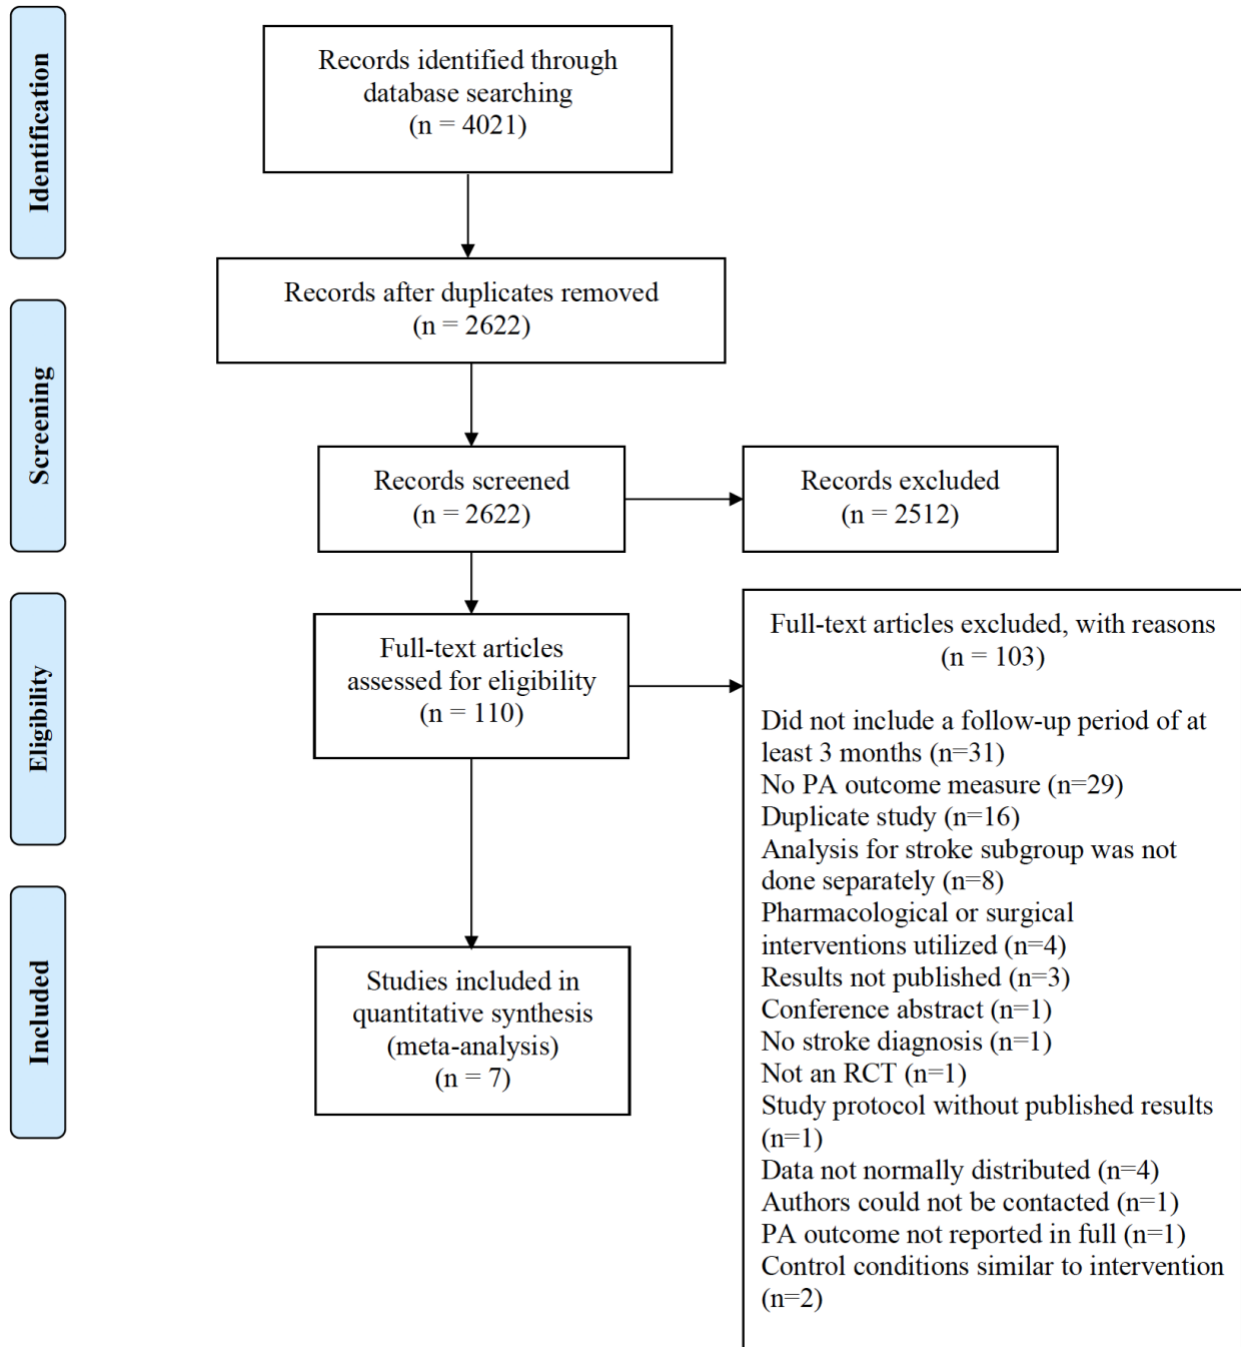 Identification
Records identified through
database searching
(n = 4021)
Records after duplicates removed
(n = 2622)
Screening
Records screened
(n = 2622)
Records excluded
(n = 2512)
Eligibility
Full-text articles
assessed for eligibility
(n = 110)
Full-text articles excluded, with reasons
(n = 103)
Did not include a follow-up period of at
least 3 months (n=31)
No PA outcome measure (n=29)
Duplicate study (n=16)
Analysis for stroke subgroup was not
done separately (n=8)
Pharmacological or surgical
interventions utilized (n=4)
Results not published (n=3)
Conference abstract (n=1)
No stroke diagnosis (n=1)
Not an RCT (n=1)
Study protocol without published results
(n=1)
Data not normally distributed (n=4)
Authors could not be contacted (n=1)
PA outcome not reported in full (n=1)
Control conditions similar to intervention
(n=2)
Included
Studies included in
quantitative synthesis
(meta-analysis)
(n = 7)